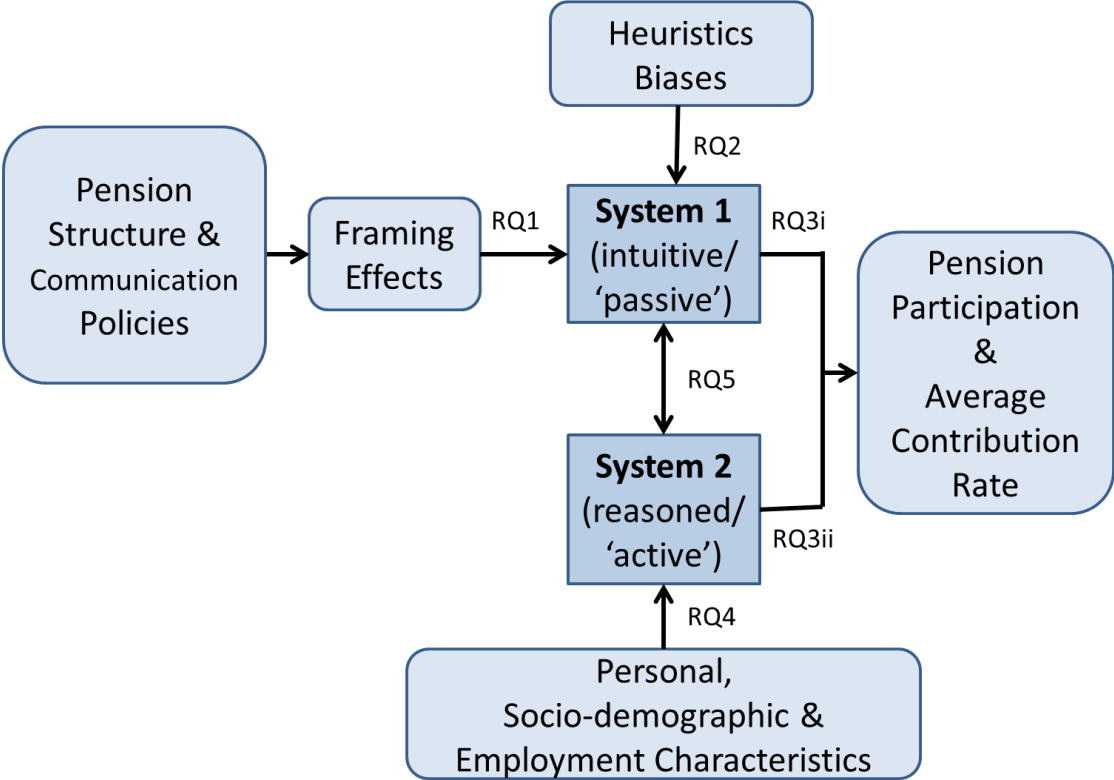 Heuristics
Biases
RQ2
Pension
Structure &
Communication
Policies
Framing
Effects
RQ1
System 1
(intuitive/
‘passive’)
RQ3i
Pension
Participation
&
Average
Contribution
Rate
RQ5
System 2
(reasoned/
‘active’)
RQ3ii
RQ4
Personal,
Socio-demographic &
Employment Characteristics